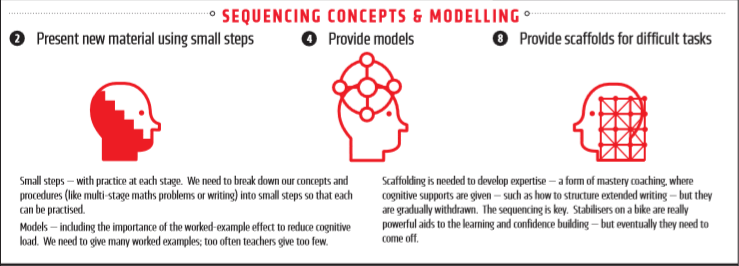 SEQUENCING CONCEPTS & MODELLING
2 Present new material using small steps
4 Provide models
8 Provide scaffolds for difficult tasks
Small steps – with practice at each stage. We need to break down our concepts and
procedures (like multi-stage maths problems or writing) into small steps so that each
can be practised.
Models – including the importance of the worked-example effect to reduce cognitive
load. We need to give many worked examples; too often teachers give too few.
Scaffolding is needed to develop expertise – a form of mastery coaching, where
cognitive supports are given – such as how to structure extended writing – but they
are gradually withdrawn. The sequencing is key. Stabilisers on a bike are really
powerful aids to the learning and confidence building – but eventually they need to
come off.